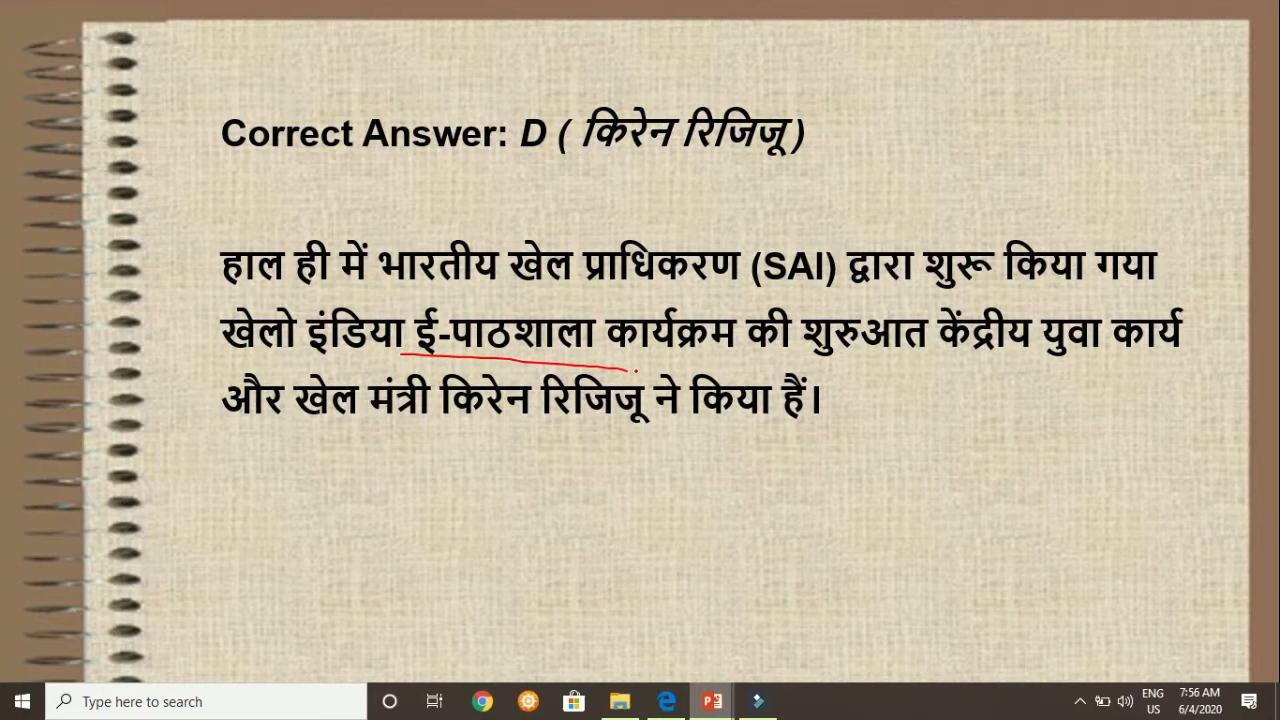 Correct Answer: D ( किरेन रिजिजू )
हाल ही में भारतीय खेल प्राधिकरण (SAI) द्वारा शुरू किया गया
खेलो इंडिया ई-पाठशाला कार्यक्रम की शुरुआत केंद्रीय युवा कार्य
और खेल मंत्री किरेन रिजिजू ने किया हैं।
Type here to search
ENG
US
7:56 AM
6/4/2020